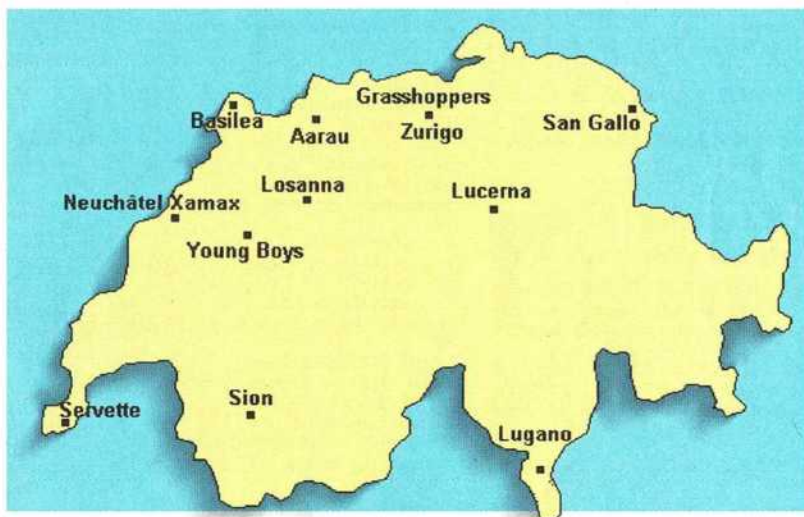 Grasshoppers
Basilea
Aarau
Zurigo
San Gallo
Losanna
Lucerna
Neuchâtel Xamax
Young Boys
Servette
Sion
Lugano